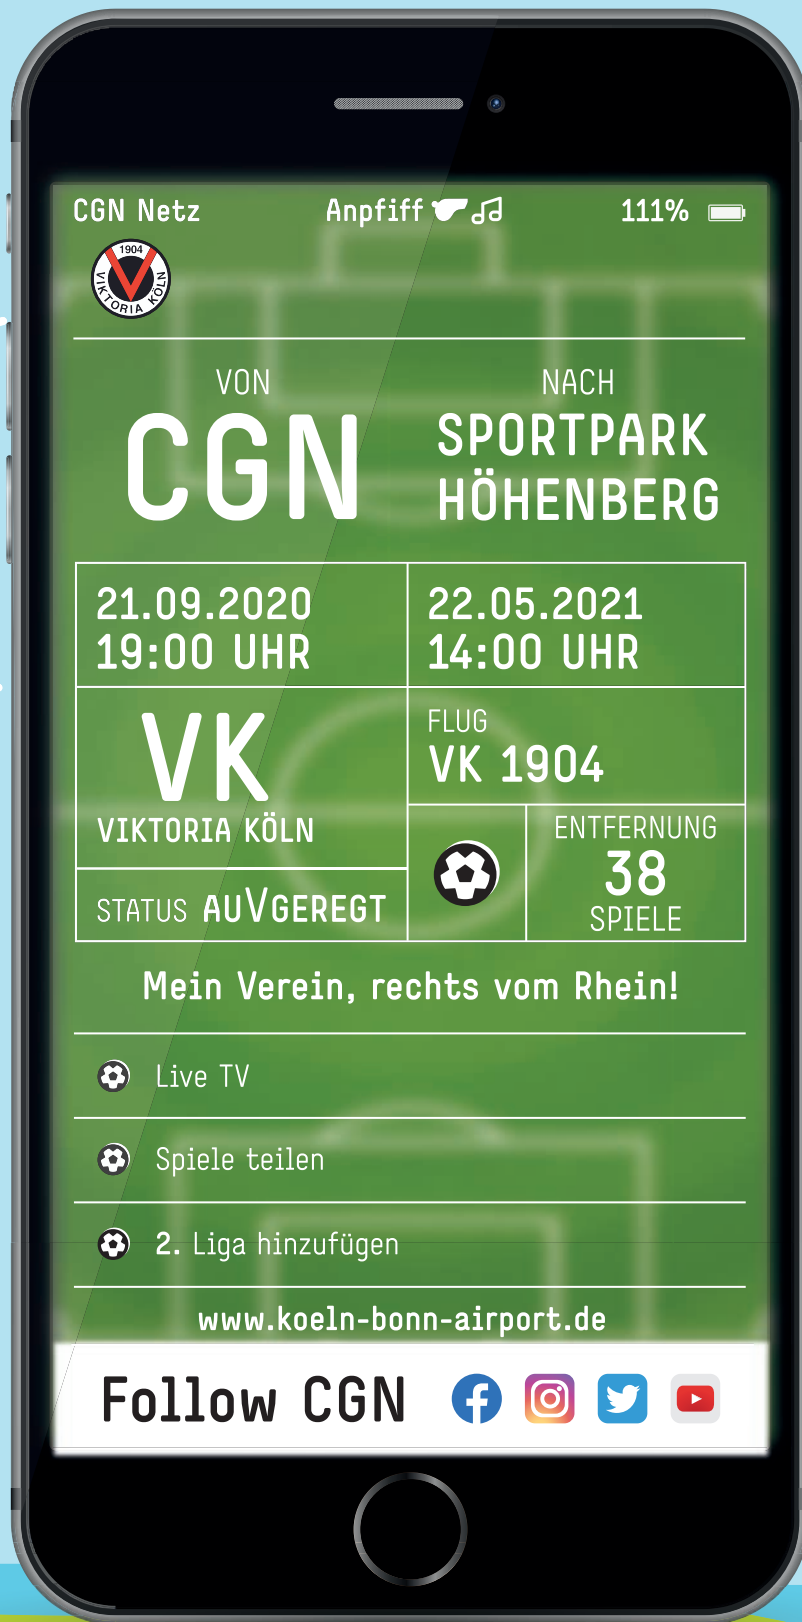 CGN Netz Anpfiff 111%
1904
VIKTORIA KÖLN
VON
CGN
NACH
SPORTPARK
HÖHENBERG
21.09.2020
19:00 UHR
22.05.2021
14:00 UHR
VK
VIKTORIA KÖLN
FLUG
VK 1904
STATUS AUVGEREGT
ENTFERNUNG
38
SPIELE
Mein Verein, rechts vom Rhein!
Live TV
Spiele teilen
2. Liga hinzufügen
www.koeln-bonn-airport.de
Follow CGN